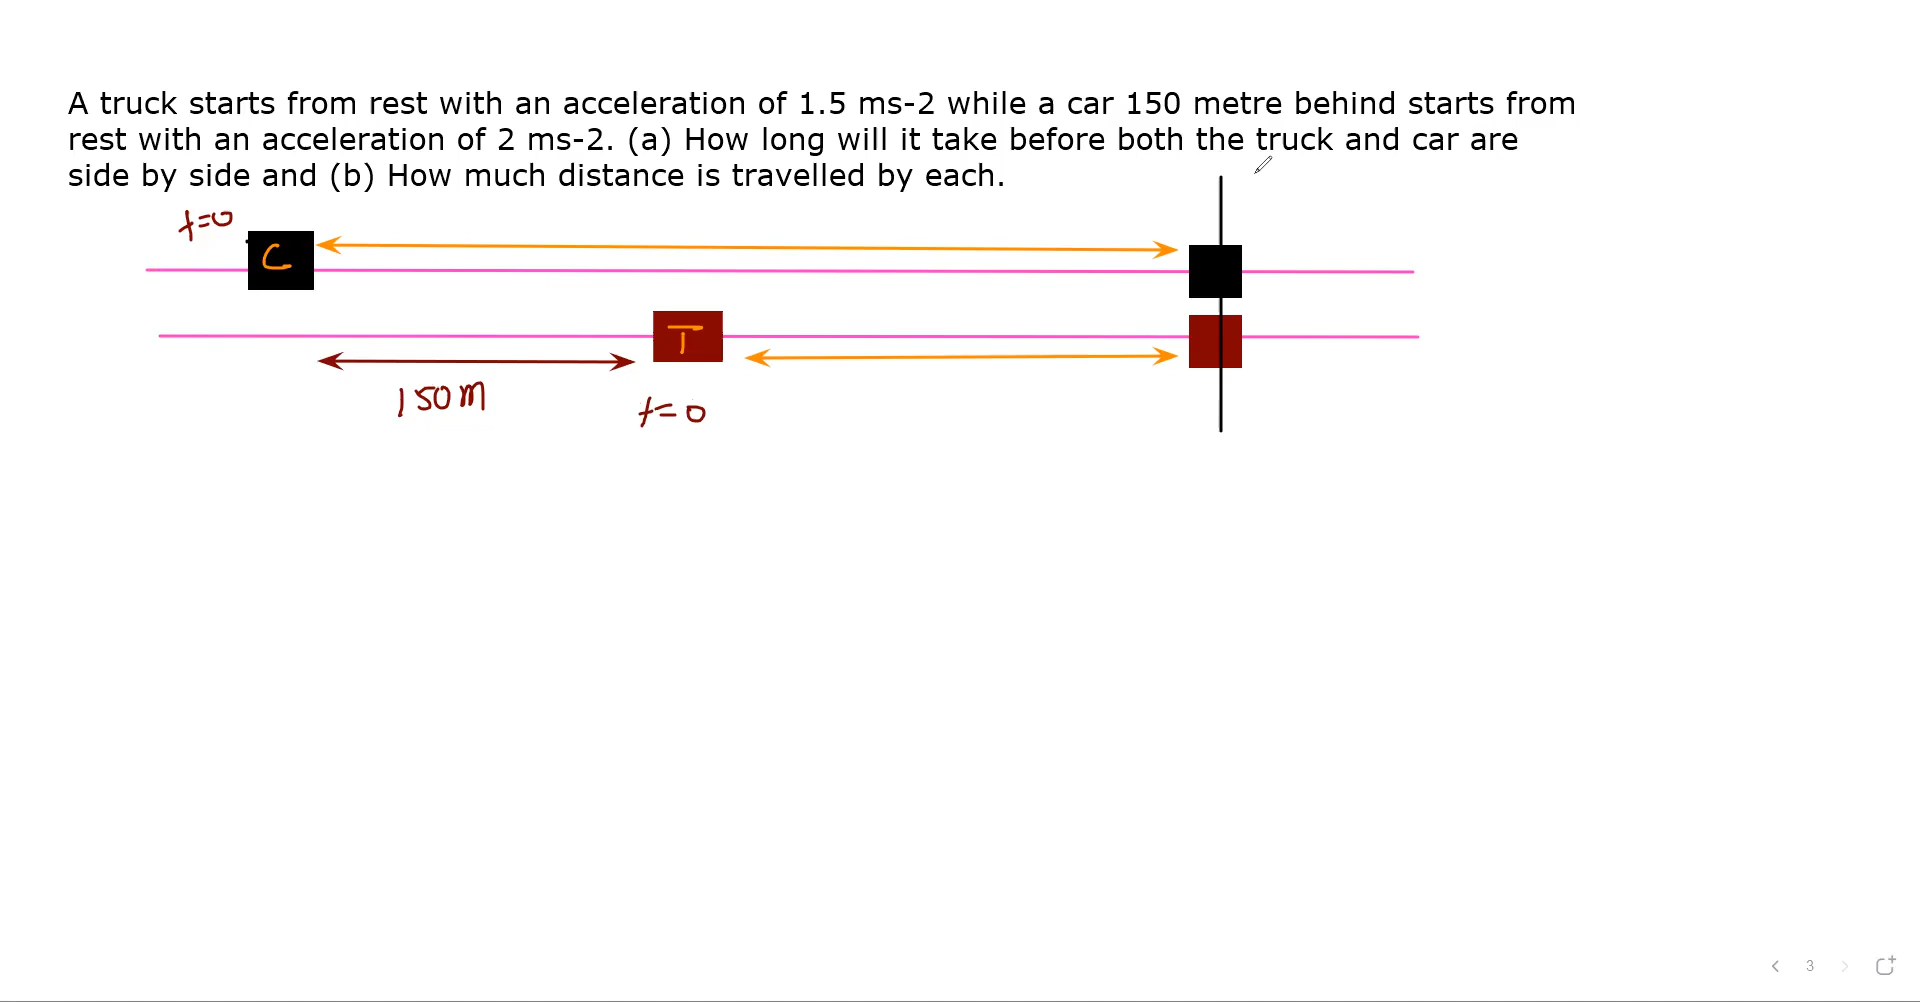 A truck starts from rest with an acceleration of 1.5 ms-2 while a car 150 metre behind starts from
rest with an acceleration of 2 ms-2. (a) How long will it take before both the truck and car are
side by side and (b) How much distance is travelled by each.
t=0
C
T
150m
t=0
3